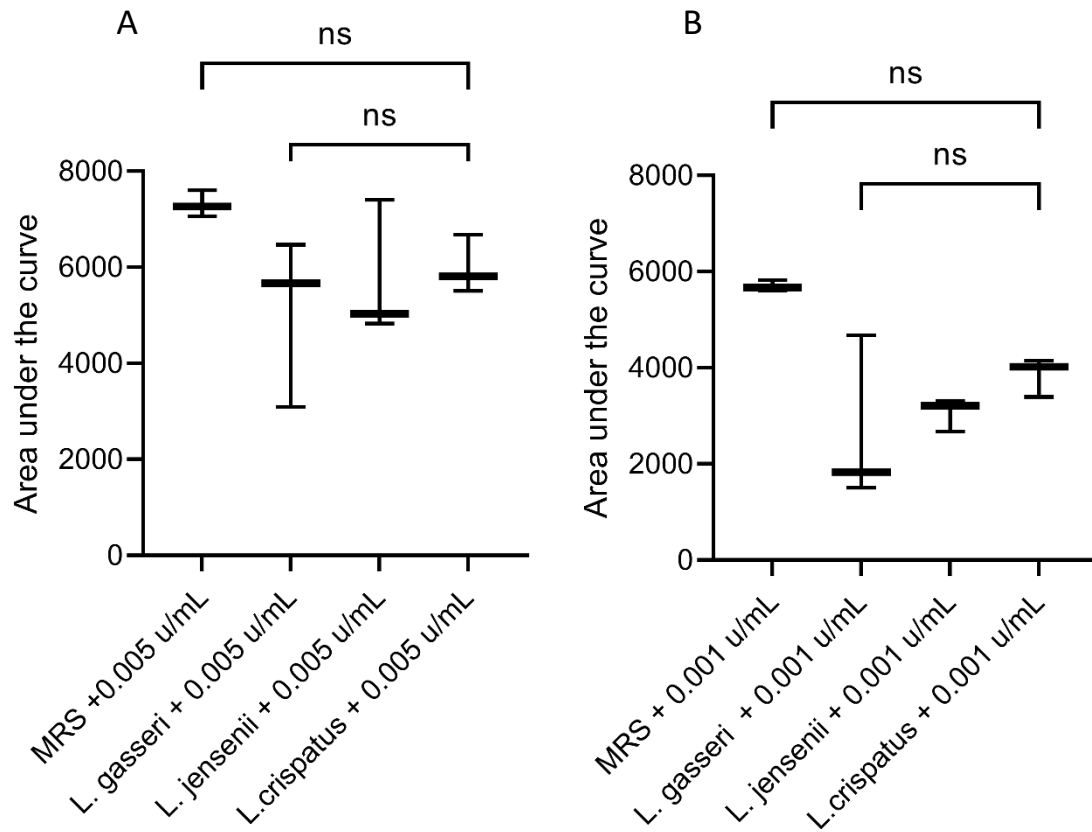 A
ns
ns
8000
6000
4000
2000
0
Area under the curve
MRS +0.005 u/mL
L. gasseri + 0.005 u/mL
L. jensenii + 0.005 u/mL
L.crispatus + 0.005 u/mL
B
ns
ns
8000
6000
4000
2000
0
Area under the curve
MRS + 0.001 u/mL
L. gasseri + 0.001 u/mL
L. jensenii + 0.001 u/mL
L.crispatus + 0.001 u/mL